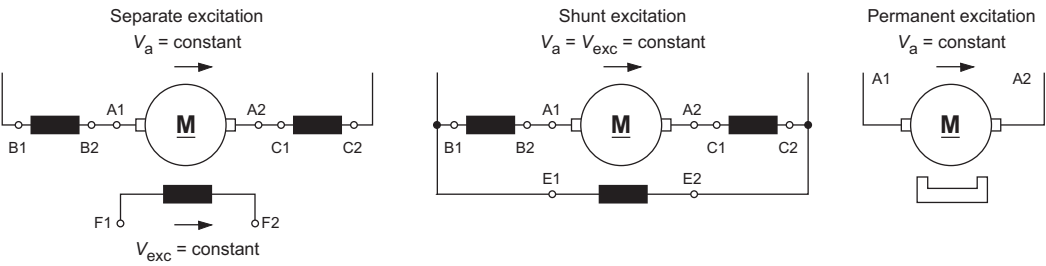 Separate excitation
Va = constant
A1
M
A2
B1
B2
C1
C2
F1
F2
Vexc = constant
Shunt excitation
Va = Vexc = constant
A1
M
A2
B1
B2
C1
C2
E1
E2
Permanent excitation
Va = constant
A1
A2
M